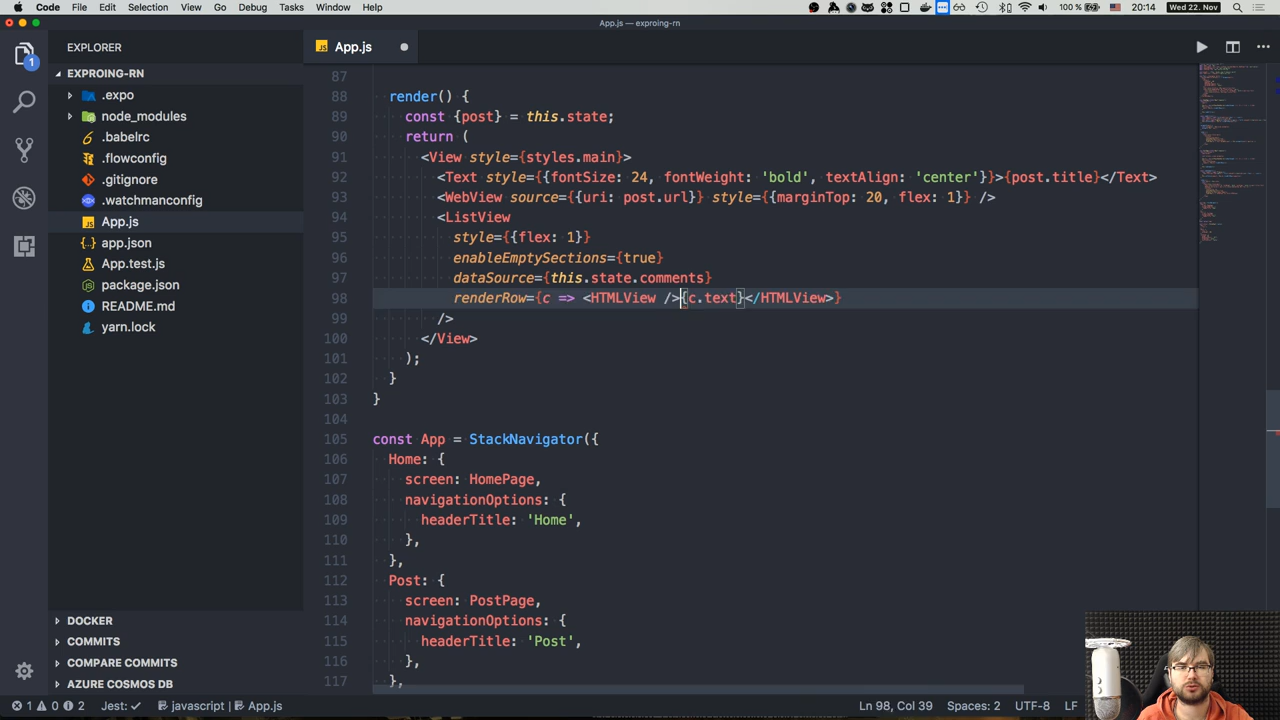 Code File Edit Selection View Go Debug Tasks Window Help 100 % 20:14 Wed 22. Nov
App.js — exproing-rn
EXPLORER
App.js
EXPROING-RN
.expo
node_modules
.babelrc
.flowconfig
.gitignore
.watchmanconfig
App.js
app.json
App.test.js
package.json
README.md
yarn.lock
DOCKER
COMMITS
COMPARE COMMITS
AZURE COSMOS DB
1
87
88 render() {
89 const {post} = this.state;
90 return (
91 <View style={styles.main}>
92 <Text style={{fontSize: 24, fontWeight: 'bold', textAlign: 'center'}}>{post.title}</Text>
93 <WebView source={{uri: post.url}} style={{marginTop: 20, flex: 1}} />
94 <ListView
95 style={{flex: 1}}
96 enableEmptySections={true}
97 dataSource={this.state.comments}
98 renderRow={c => <HTMLView />{c.text}</HTMLView>}
99 />
100 </View>
101 );
102 }
103 }
104
105 const App = StackNavigator({
106 Home: {
107 screen: HomePage,
108 navigationOptions: {
109 headerTitle: 'Home',
110 },
111 },
112 Post: {
113 screen: PostPage,
114 navigationOptions: {
115 headerTitle: 'Post',
116 },
117 },
1 0 2 Jest: javascript App.js Ln 98, Col 39 Spaces: 2 UTF-8 LF